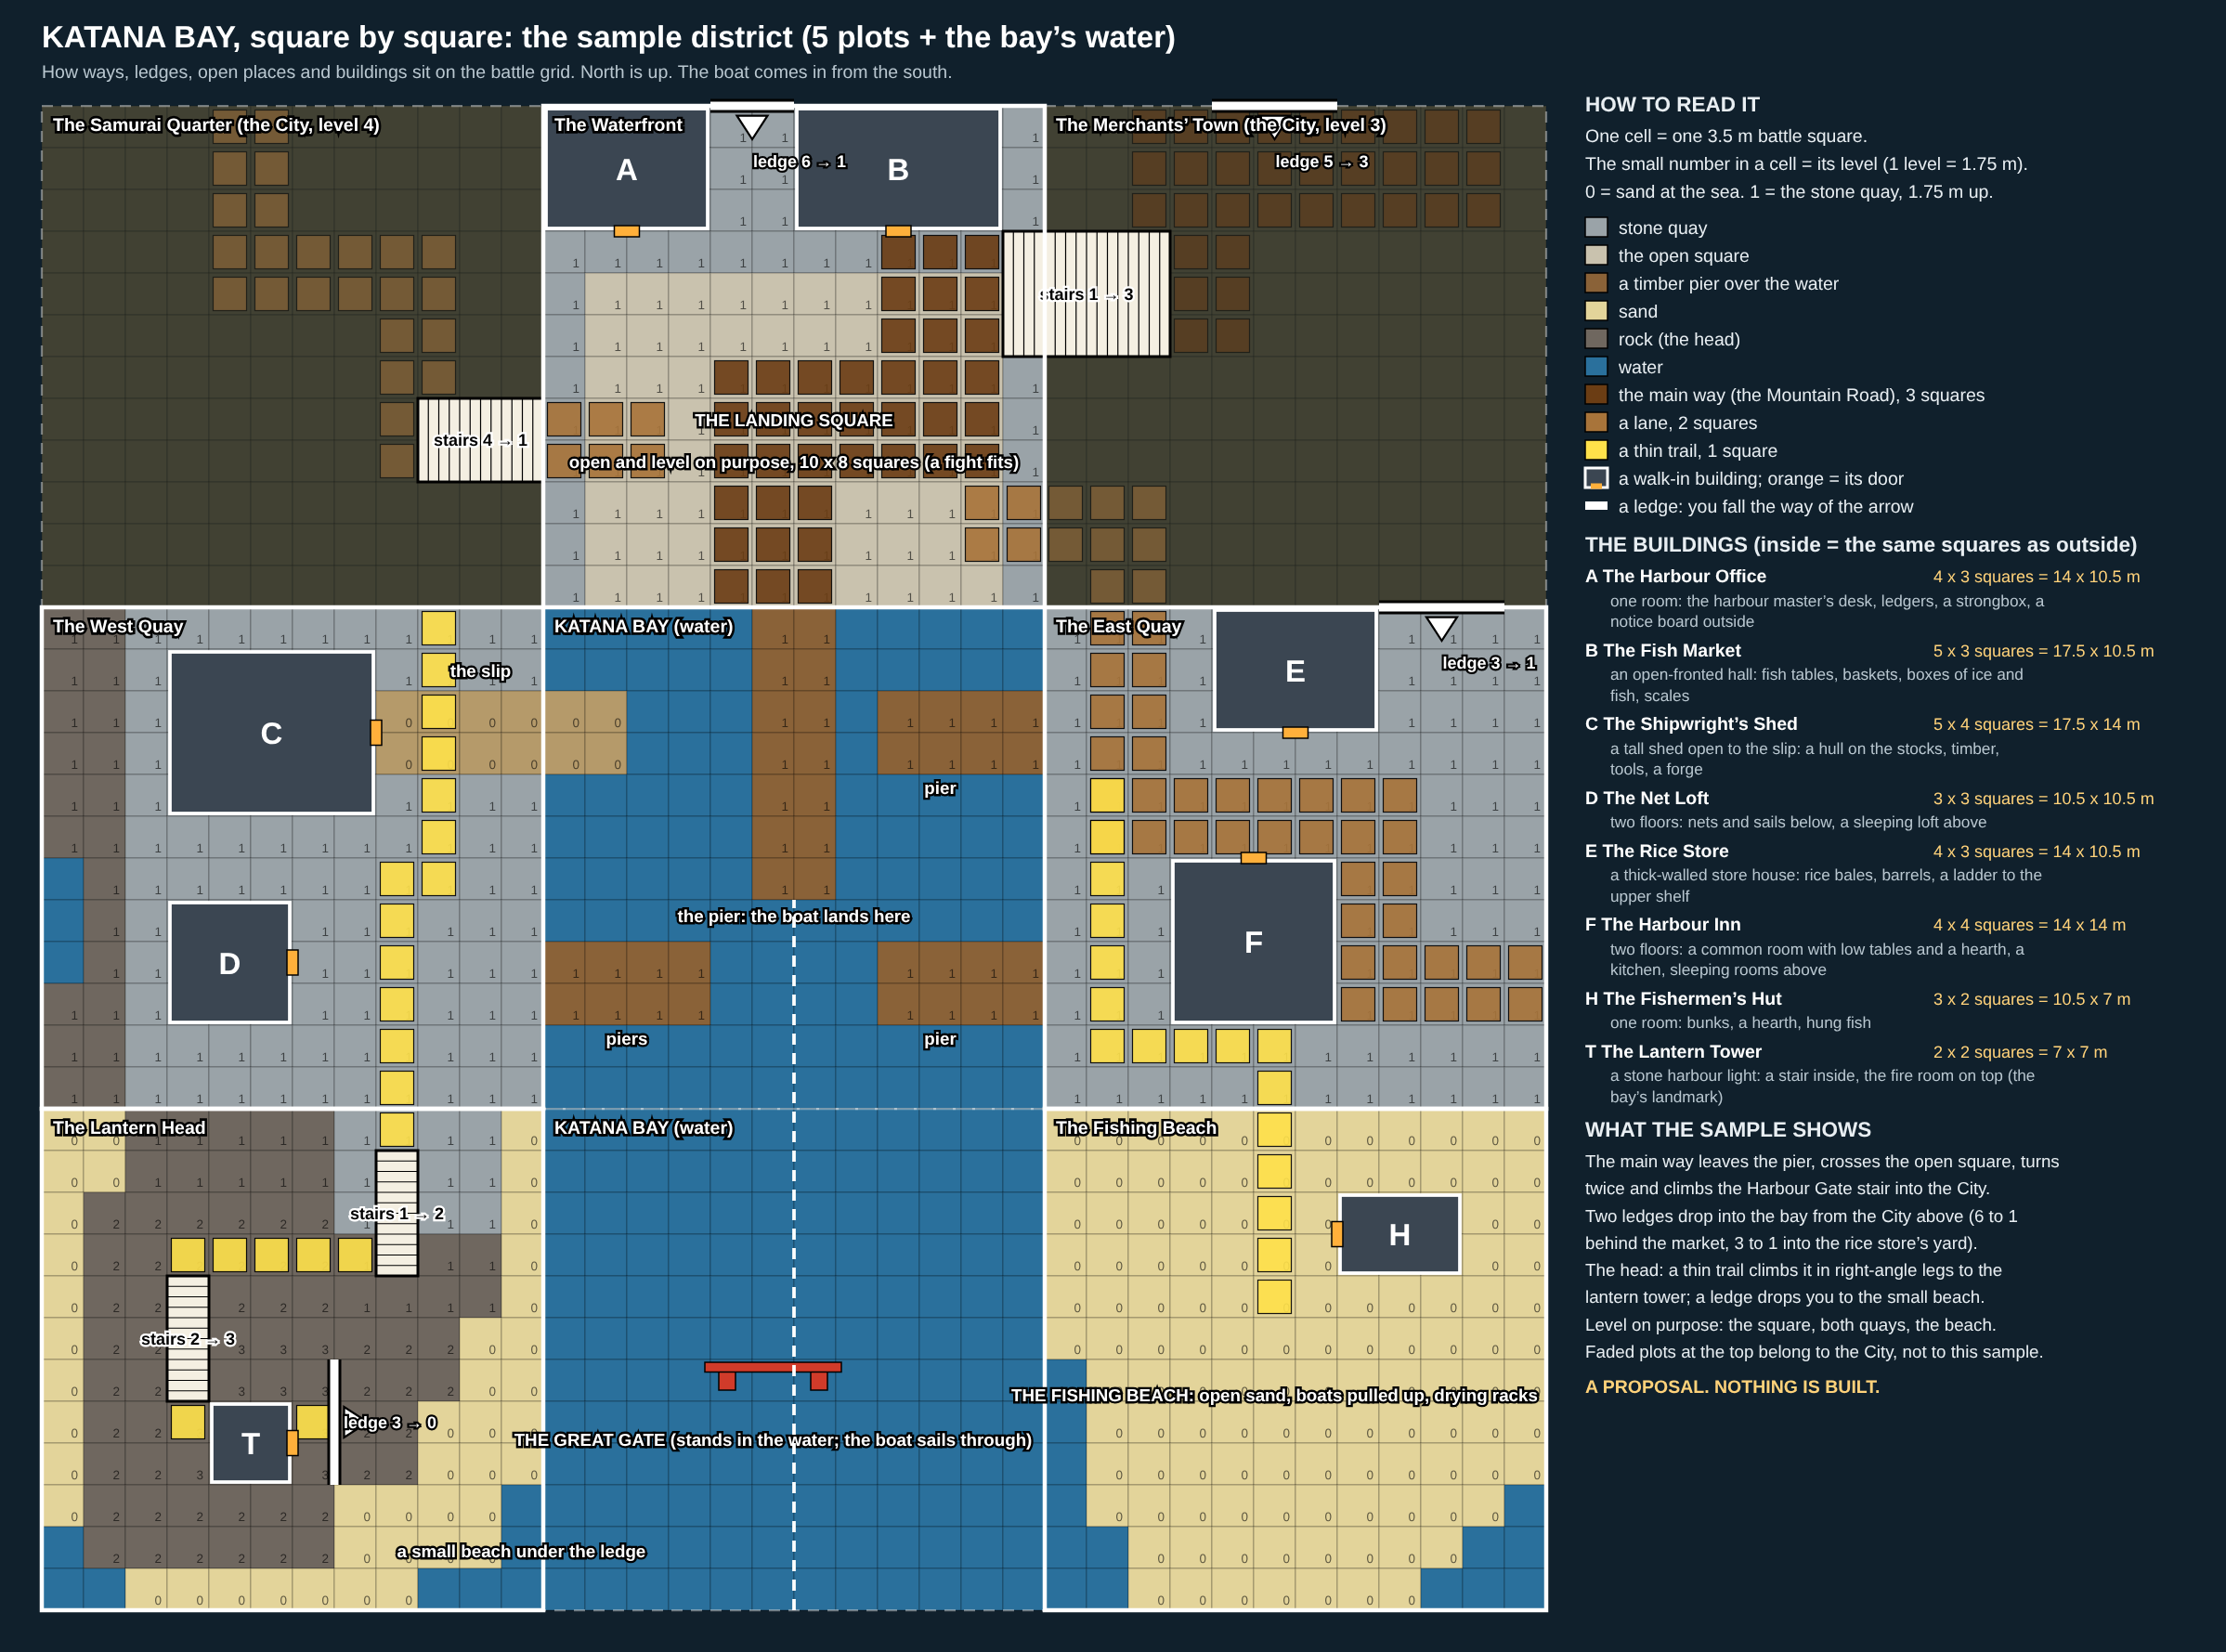 KATANA BAY, square by square: the sample district (5 plots + the bay’s water)
How ways, ledges, open places and buildings sit on the battle grid. North is up. The boat comes in from the south.
The Samurai Quarter (the City, level 4)
The Waterfront
The Merchants’ Town (the City, level 3)
A
B
ledge 6 → 1
ledge 5 → 3
stairs 1 → 3
stairs 4 → 1
THE LANDING SQUARE
open and level on purpose, 10 x 8 squares (a fight fits)
The West Quay
KATANA BAY (water)
The East Quay
the slip
C
E
ledge 3 → 1
pier
the pier: the boat lands here
D
F
piers
pier
The Lantern Head
KATANA BAY (water)
The Fishing Beach
stairs 1 → 2
H
stairs 2 → 3
T
ledge 3 → 0
THE FISHING BEACH: open sand, boats pulled up, drying racks
THE GREAT GATE (stands in the water; the boat sails through)
a small beach under the ledge
HOW TO READ IT
One cell = one 3.5 m battle square.
The small number in a cell = its level (1 level = 1.75 m).
0 = sand at the sea. 1 = the stone quay, 1.75 m up.
stone quay
the open square
a timber pier over the water
sand
rock (the head)
water
the main way (the Mountain Road), 3 squares
a lane, 2 squares
a thin trail, 1 square
a walk-in building; orange = its door
a ledge: you fall the way of the arrow
THE BUILDINGS (inside = the same squares as outside)
A The Harbour Office 4 x 3 squares = 14 x 10.5 m
one room: the harbour master’s desk, ledgers, a strongbox, a
notice board outside
B The Fish Market 5 x 3 squares = 17.5 x 10.5 m
an open-fronted hall: fish tables, baskets, boxes of ice and
fish, scales
C The Shipwright’s Shed 5 x 4 squares = 17.5 x 14 m
a tall shed open to the slip: a hull on the stocks, timber,
tools, a forge
D The Net Loft 3 x 3 squares = 10.5 x 10.5 m
two floors: nets and sails below, a sleeping loft above
E The Rice Store 4 x 3 squares = 14 x 10.5 m
a thick-walled store house: rice bales, barrels, a ladder to the
upper shelf
F The Harbour Inn 4 x 4 squares = 14 x 14 m
two floors: a common room with low tables and a hearth, a
kitchen, sleeping rooms above
H The Fishermen’s Hut 3 x 2 squares = 10.5 x 7 m
one room: bunks, a hearth, hung fish
T The Lantern Tower 2 x 2 squares = 7 x 7 m
a stone harbour light: a stair inside, the fire room on top (the
bay’s landmark)
WHAT THE SAMPLE SHOWS
The main way leaves the pier, crosses the open square, turns
twice and climbs the Harbour Gate stair into the City.
Two ledges drop into the bay from the City above (6 to 1
behind the market, 3 to 1 into the rice store’s yard).
The head: a thin trail climbs it in right-angle legs to the
lantern tower; a ledge drops you to the small beach.
Level on purpose: the square, both quays, the beach.
Faded plots at the top belong to the City, not to this sample.
A PROPOSAL. NOTHING IS BUILT.